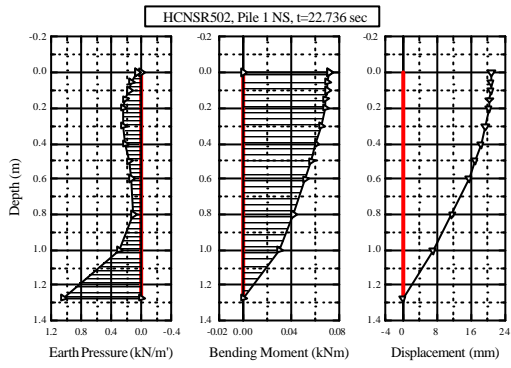 HCNSR502, Pile 1 NS, t=22.736 sec
-0.2 -0.2 -0.2
0.0 0.0 0.0
0.2 0.2 0.2
0.4 0.4 0.4
0.6 0.6 0.6
0.8 0.8 0.8
1.0 1.0 1.0
1.2 1.2 1.2
1.4 1.4 1.4
Depth (m)
1.2 0.8 0.4 0.0 -0.4 -0.02 0.00 0.04 0.08 -4 0 8 16 24
Earth Pressure (kN/m') Bending Moment (kNm) Displacement (mm)